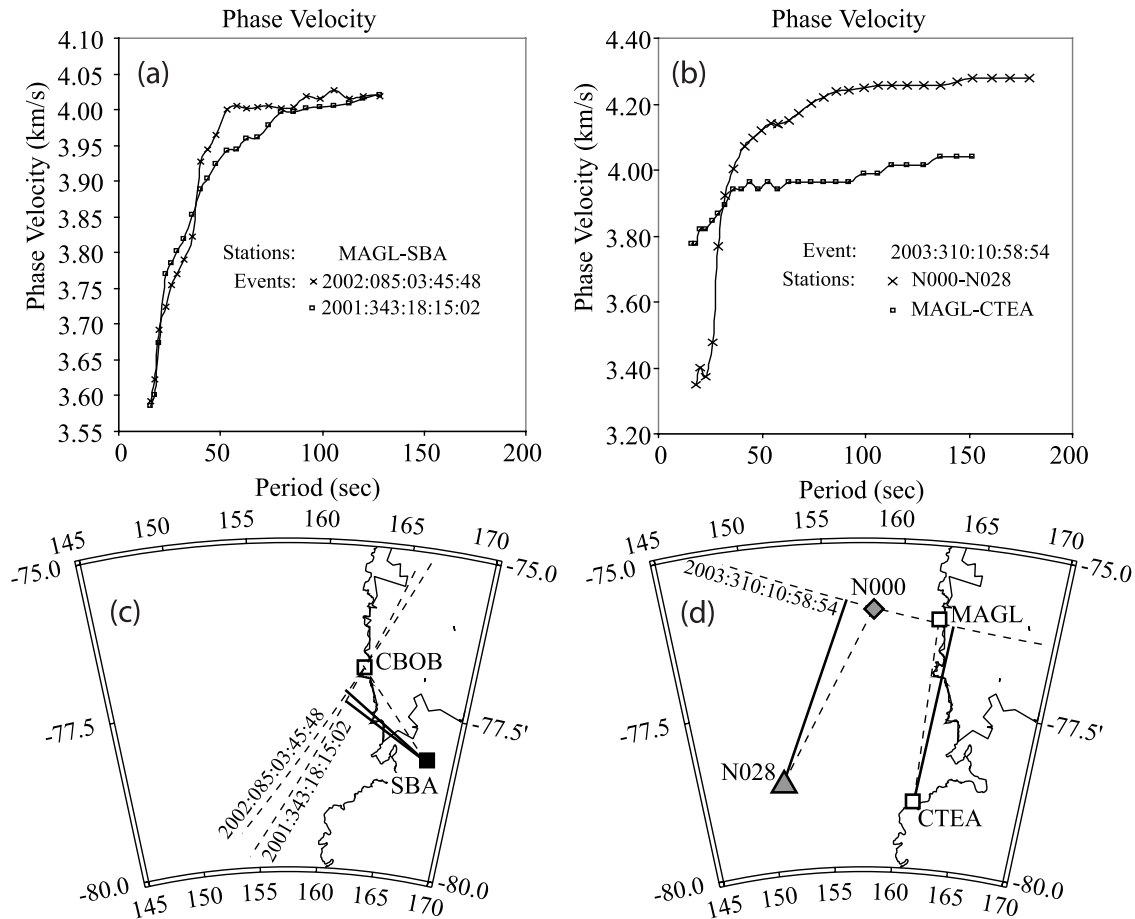 Phase Velocity
(a)
Phase Velocity (km/s)
4.10
4.05
4.00
3.95
3.90
3.85
3.80
3.75
3.70
3.65
3.60
3.55
Stations: MAGL-SBA
Events: 2002:085:03:45:48
2001:343:18:15:02
0 50 100 150 200
Period (sec)
Phase Velocity
(b)
Phase Velocity (km/s)
4.40
4.20
4.00
3.80
3.60
3.40
3.20
Event: 2003:310:10:58:54
Stations: N000-N028
MAGL-CTEA
0 50 100 150 200
Period (sec)
145 150 155 160 165 170
-75.0 -75.0
(c)
CBOB
-77.5 -77.5'
2002:085:03:45:48
2001:343:18:15:02
SBA
-80.0 -80.0
145 150 155 160 165 170
145 150 155 160 165 170
-75.0 -75.0
2003:310:10:58:54
N000
(d)
MAGL
-77.5 -77.5'
N028
CTEA
-80.0 -80.0
145 150 155 160 165 170